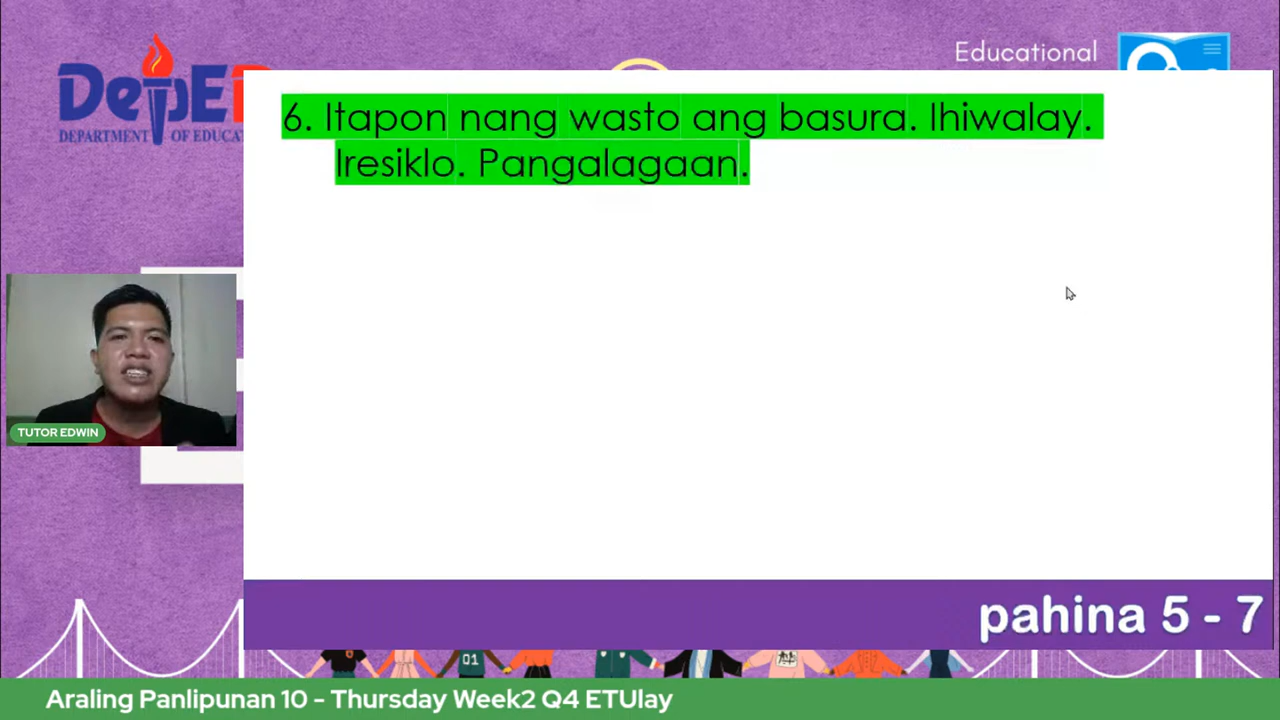 Educational
DepED
DEPARTMENT OF EDUCAT
6. Itapon nang wasto ang basura. Ihiwalay.
Iresiklo. Pangalagaan.
TUTOR EDWIN
pahina 5 - 7
01
Araling Panlipunan 10 - Thursday Week2 Q4 ETUlay